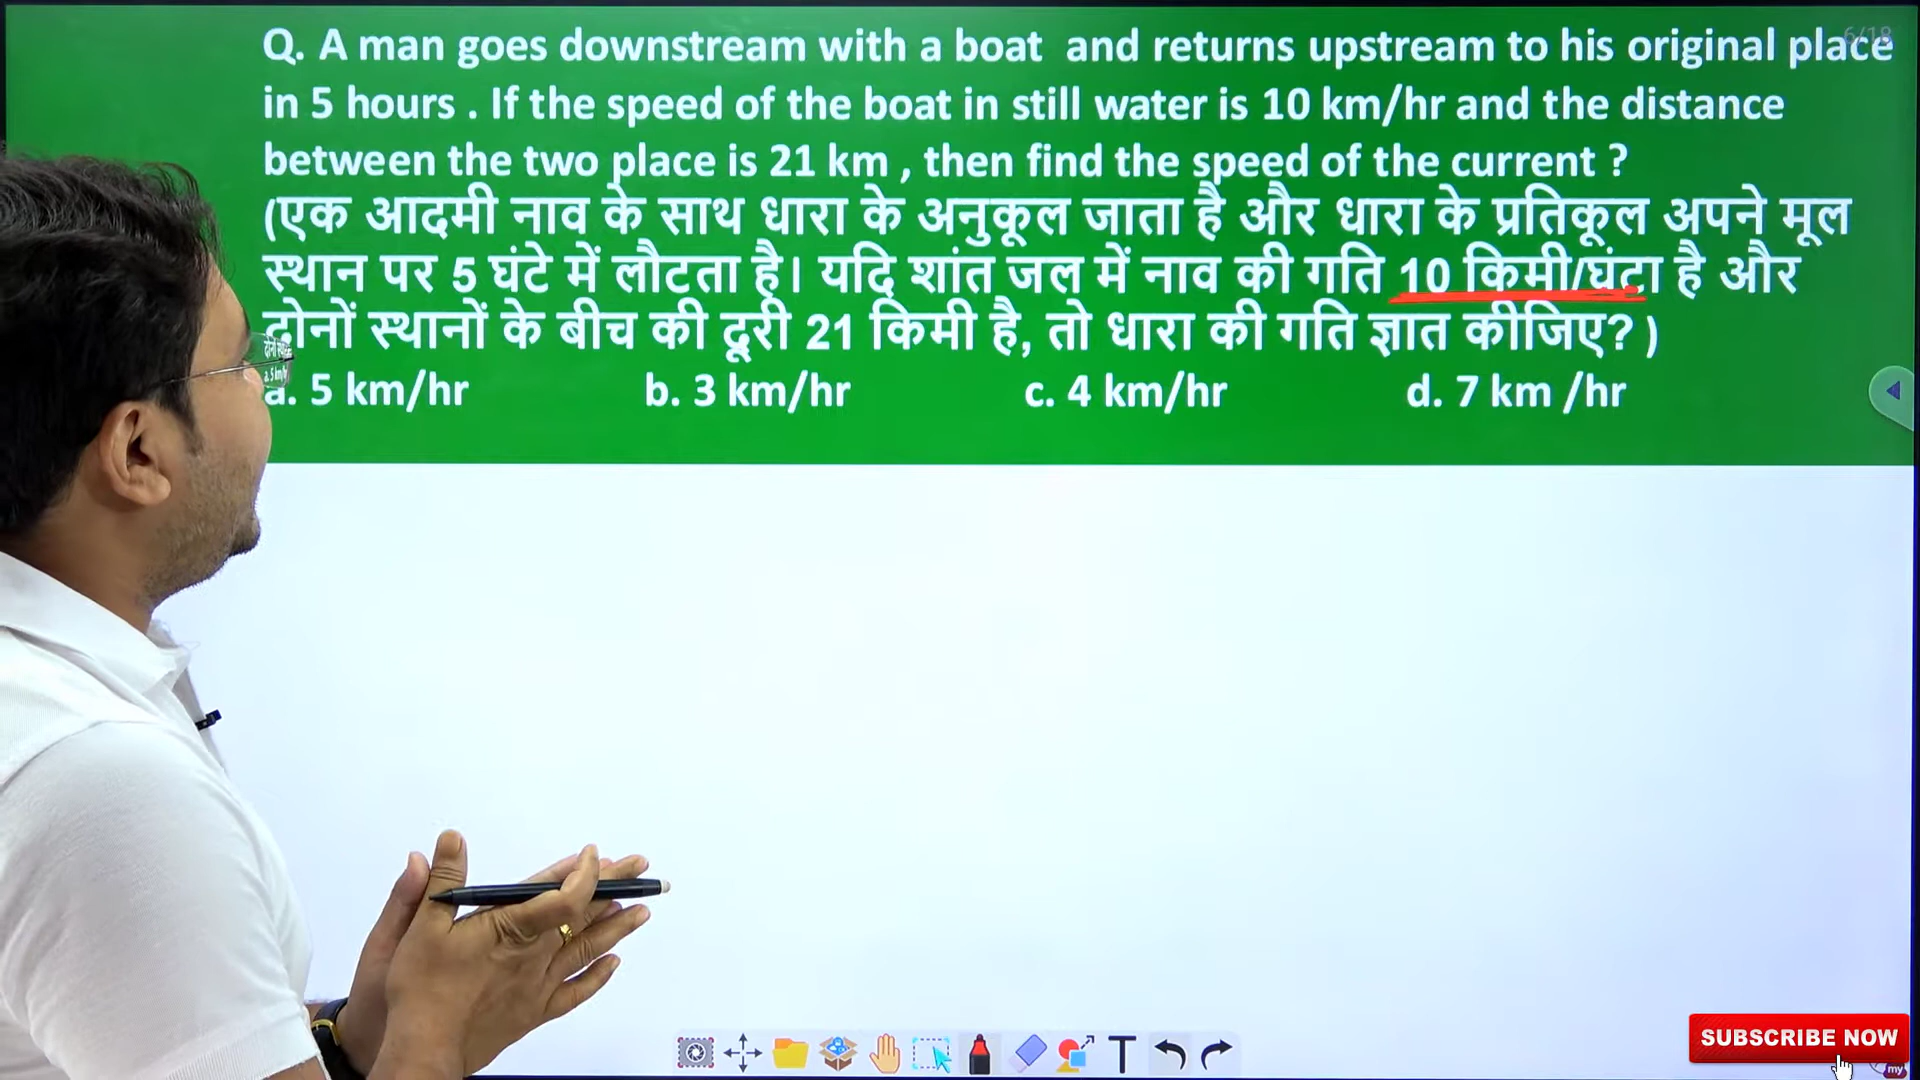 6/18
Q. A man goes downstream with a boat and returns upstream to his original place
in 5 hours . If the speed of the boat in still water is 10 km/hr and the distance
between the two place is 21 km , then find the speed of the current ?
(एक आदमी नाव के साथ धारा के अनुकूल जाता है और धारा के प्रतिकूल अपने मूल
स्थान पर 5 घंटे में लौटता है। यदि शांत जल में नाव की गति 10 किमी/घंटा है और
दोनों स्थानों के बीच की दूरी 21 किमी है, तो धारा की गति ज्ञात कीजिए? )
a. 5 km/hr b. 3 km/hr c. 4 km/hr d. 7 km /hr
T
SUBSCRIBE NOW
my